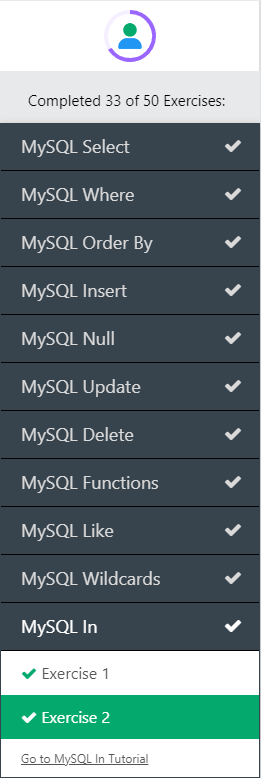 Completed 33 of 50 Exercises:
MySQL Select
MySQL Where
MySQL Order By
MySQL Insert
MySQL Null
MySQL Update
MySQL Delete
MySQL Functions
MySQL Like
MySQL Wildcards
MySQL In
Exercise 1
Exercise 2
Go to MySQL In Tutorial